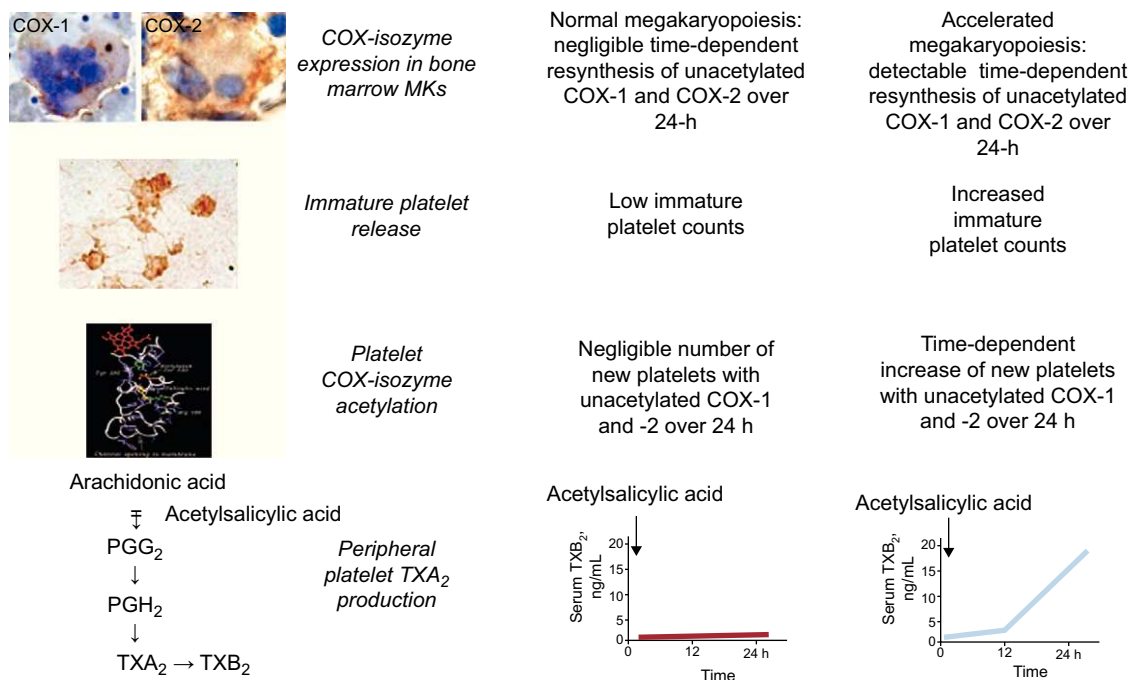 COX-1
COX-2
COX-isozyme
expression in bone
marrow MKs
Normal megakaryopoiesis:
negligible time-dependent
resynthesis of unacetylated
COX-1 and COX-2 over
24-h
Accelerated
megakaryopoiesis:
detectable time-dependent
resynthesis of unacetylated
COX-1 and COX-2 over
24-h
Immature platelet
release
Low immature
platelet counts
Increased
immature
platelet counts
Platelet
COX-isozyme
acetylation
Negligible number of
new platelets with
unacetylated COX-1
and -2 over 24 h
Time-dependent
increase of new platelets
with unacetylated COX-1
and -2 over 24 h
Channel opening to membrane
Arachidonic acid
Acetylsalicylic acid
PGG₂
PGH₂
TXA₂ → TXB₂
Peripheral
platelet TXA₂
production
Acetylsalicylic acid
Serum TXB₂,
ng/mL
20
15
10
5
0
0 12 24 h
Time
Acetylsalicylic acid
Serum TXB₂,
ng/mL
20
15
10
5
0
0 12 24 h
Time